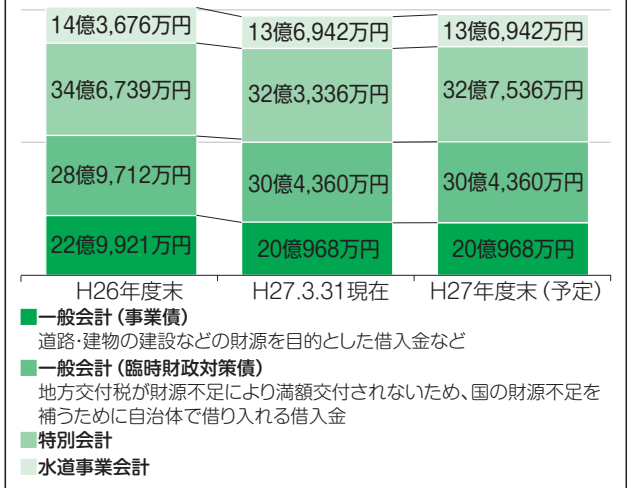 14億3,676万円 13億6,942万円 13億6,942万円
34億6,739万円 32億3,336万円 32億7,536万円
28億9,712万円 30億4,360万円 30億4,360万円
22億9,921万円 20億968万円 20億968万円
H26年度末 H27.3.31現在 H27年度末(予定)
一般会計(事業債)
道路・建物の建設などの財源を目的とした借入金など
一般会計(臨時財政対策債)
地方交付税が財源不足により満額交付されないため、国の財源不足を
補うために自治体で借り入れる借入金
特別会計
水道事業会計